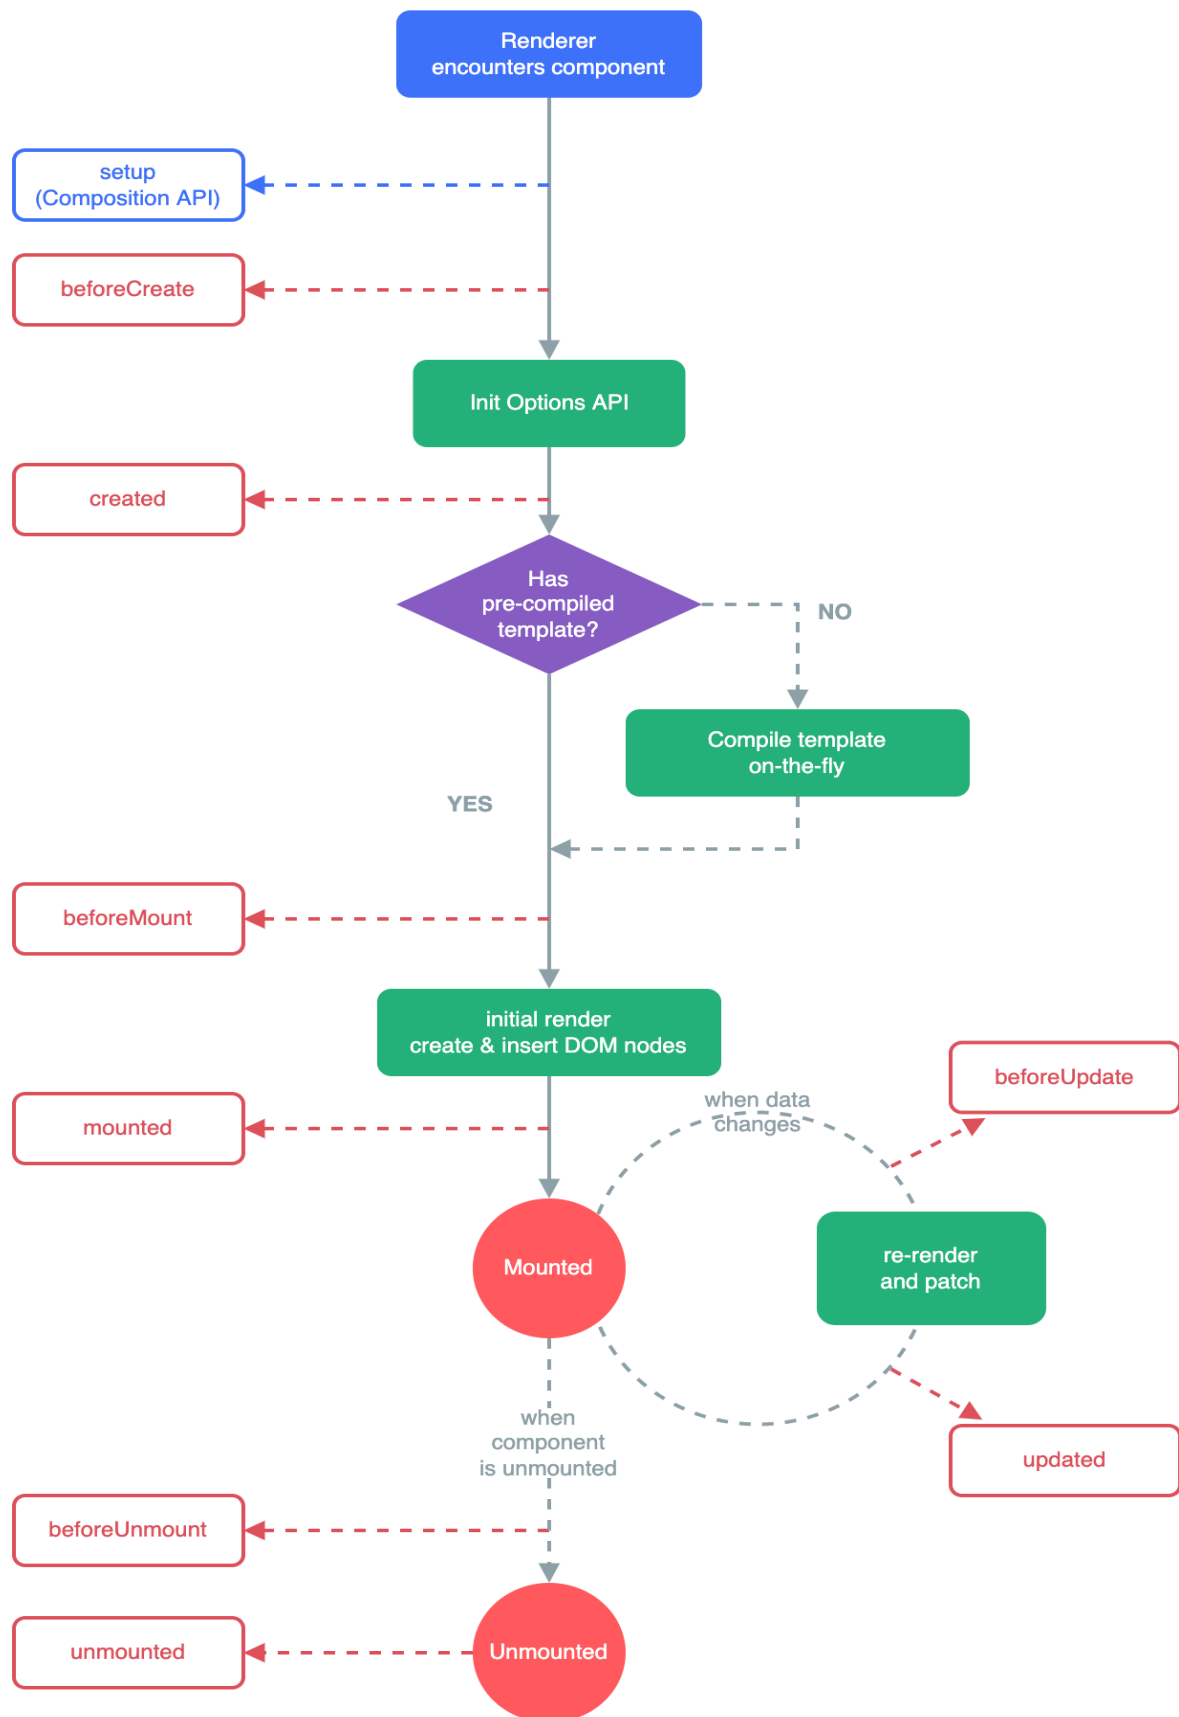 Renderer
encounters component
setup
(Composition API)
beforeCreate
Init Options API
created
Has
pre-compiled
template?
NO
Compile template
on-the-fly
YES
beforeMount
initial render
create & insert DOM nodes
beforeUpdate
when data
changes
mounted
re-render
and patch
Mounted
when
component
is unmounted
updated
beforeUnmount
unmounted
Unmounted